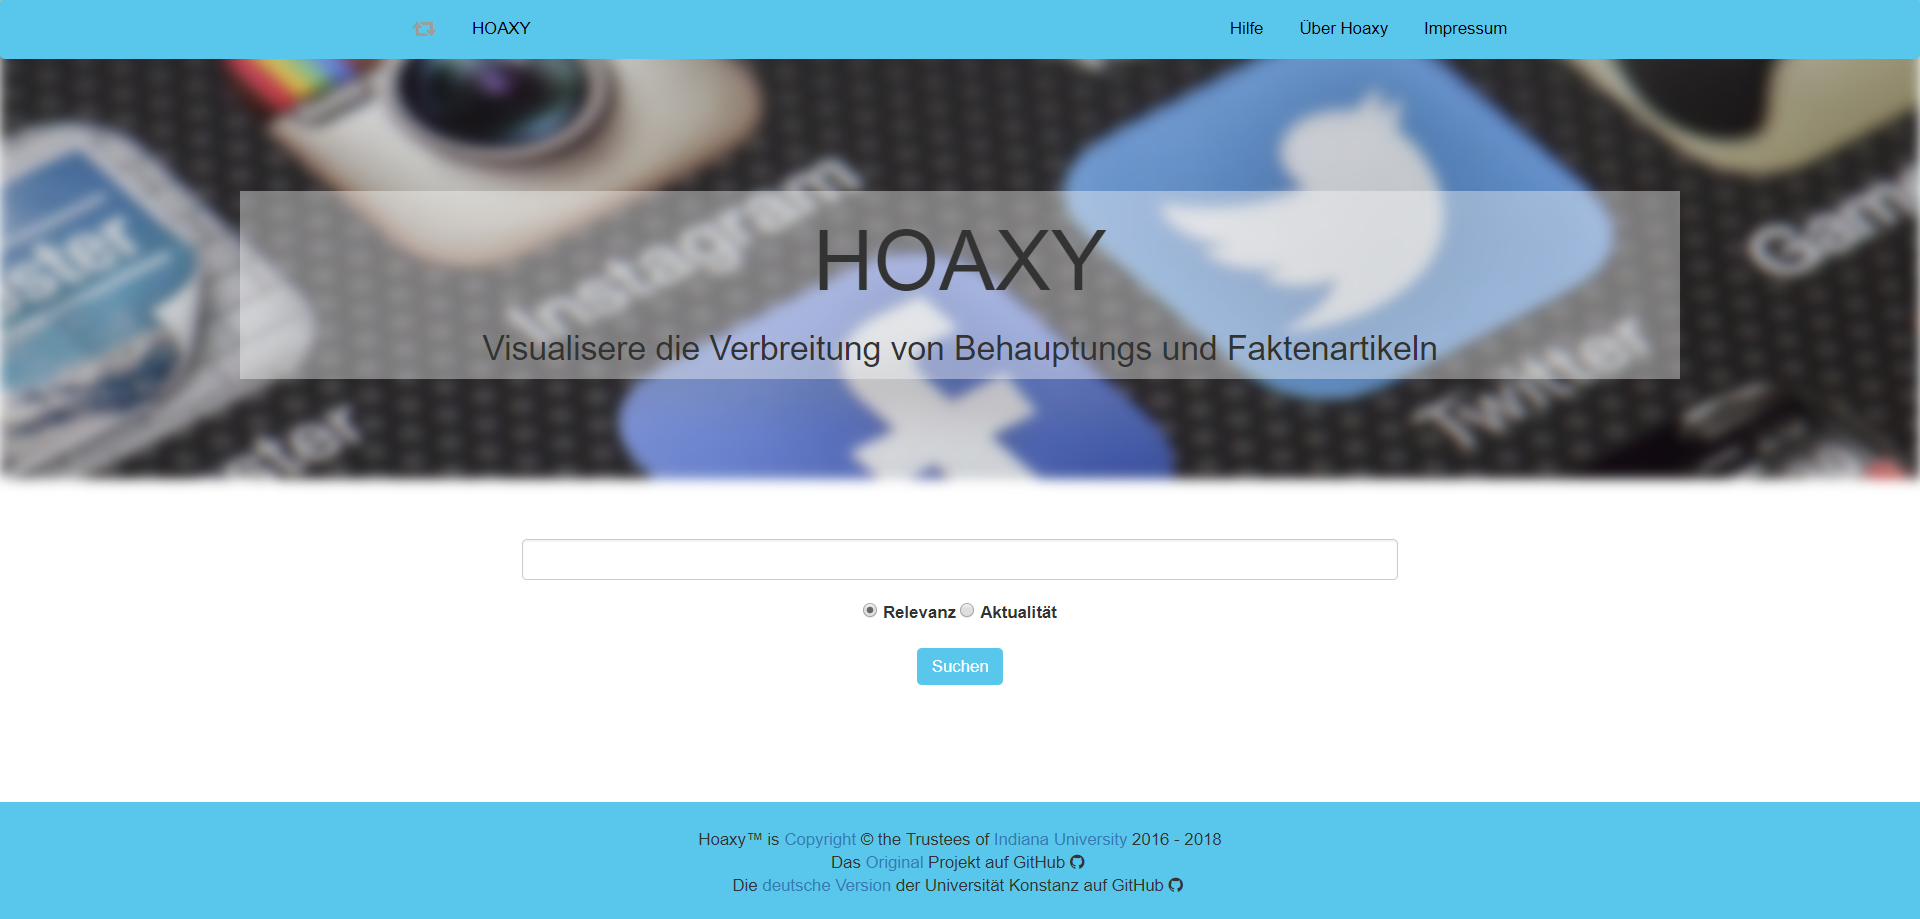 HOAXY
Hilfe
Über Hoaxy
Impressum
Instagram
Twitter
HOAXY
Visualisere die Verbreitung von Behauptungs und Faktenartikeln
Relevanz
Aktualität
Suchen
Hoaxy™ is Copyright © the Trustees of Indiana University 2016 - 2018
Das Original Projekt auf GitHub
Die deutsche Version der Universität Konstanz auf GitHub